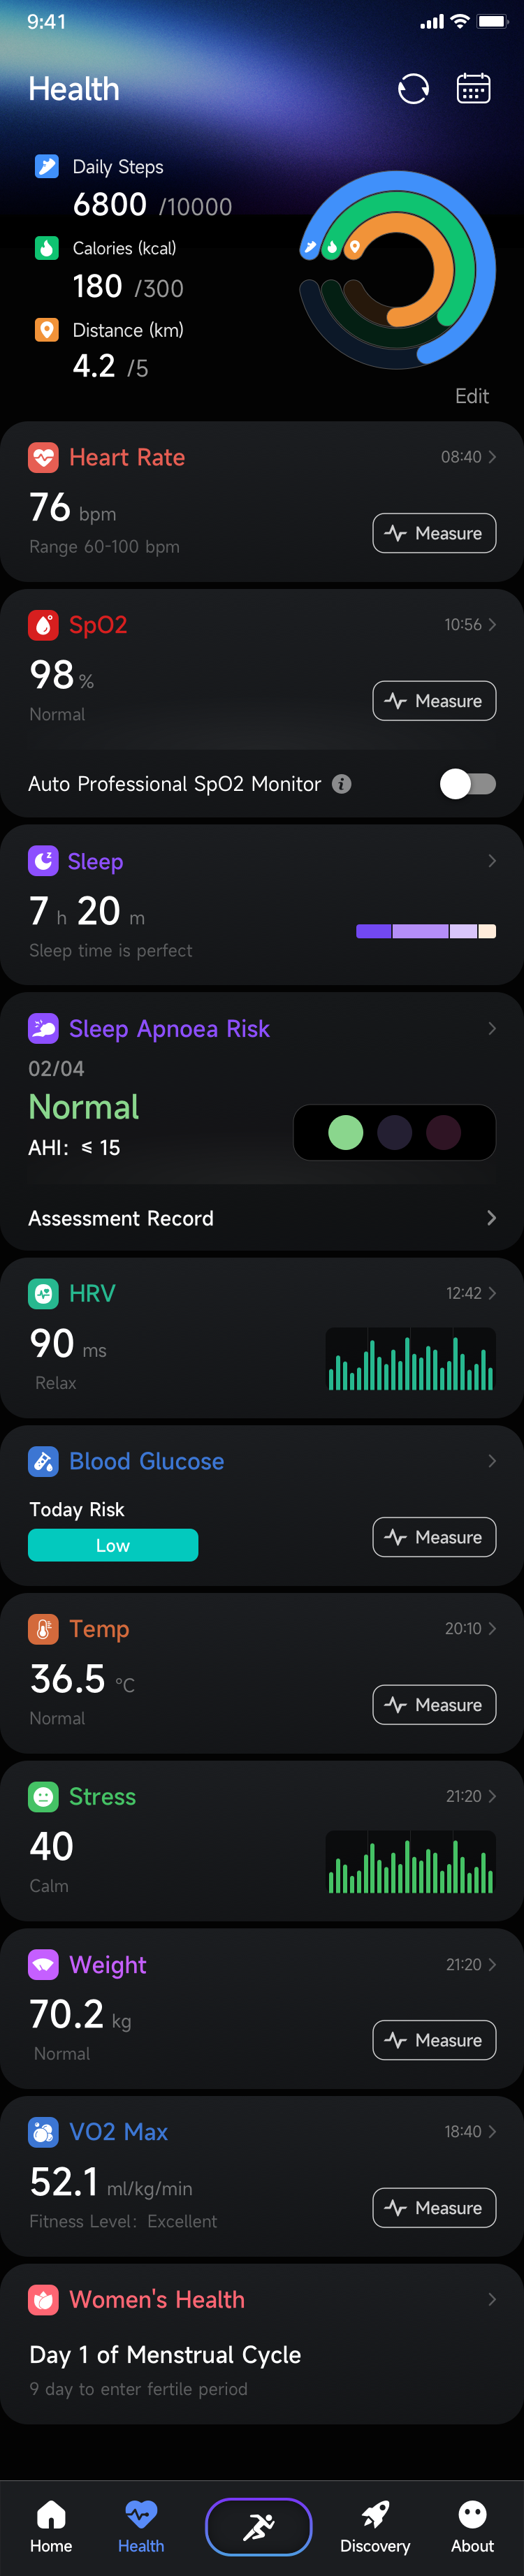 9:41
Health
Daily Steps
6800 /10000
Calories (kcal)
180 /300
Distance (km)
4.2 /5
Edit
Heart Rate 08:40
76 bpm
Measure
Range 60-100 bpm
SpO2 10:56
98 %
Measure
Normal
Auto Professional SpO2 Monitor i
Sleep
7 h 20 m
Sleep time is perfect
Sleep Apnoea Risk
02/04
Normal
AHI: ≤ 15
Assessment Record
HRV 12:42
90 ms
Relax
Blood Glucose
Today Risk
Low
Measure
Temp 20:10
36.5 °C
Measure
Normal
Stress 21:20
40
Calm
Weight 21:20
70.2 kg
Measure
Normal
VO2 Max 18:40
52.1 ml/kg/min
Measure
Fitness Level: Excellent
Women's Health
Day 1 of Menstrual Cycle
9 day to enter fertile period
Home Health Discovery About